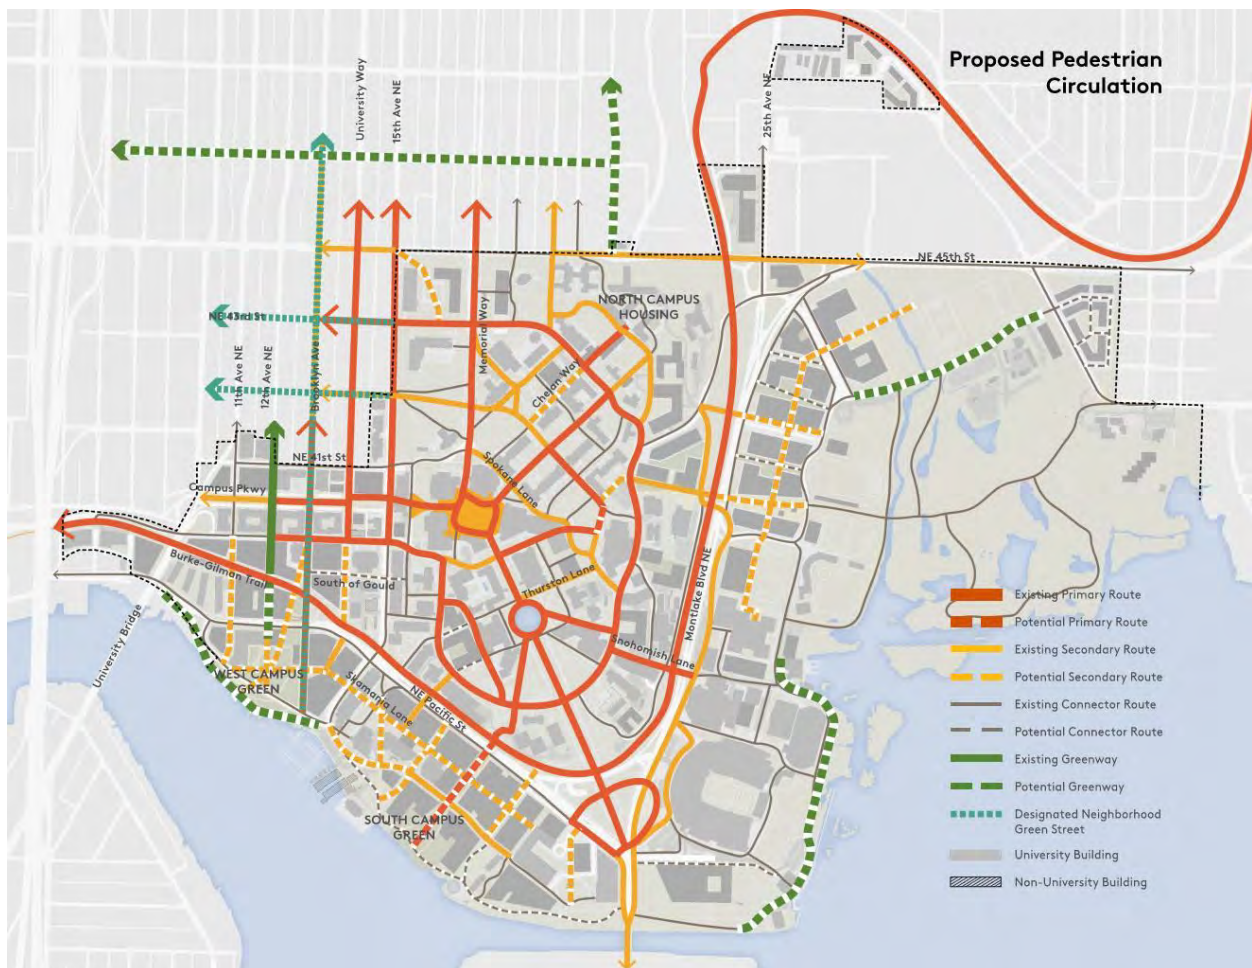 Proposed Pedestrian
Circulation
University Way
15th Ave NE
25th Ave NE
NE 45th St
NORTH CAMPUS
HOUSING
NE 43rd St
Memorial Way
Chelan Way
11th Ave NE
12th Ave NE
Brooklyn Ave
NE 41st St
Spokane Lane
Campus Pkwy
Burke-Gilman Trail
South of Gould
Thurston Lane
Montlake Blvd NE
Snohomish Lane
University Bridge
WEST CAMPUS
GREEN
Skamania Lane
NE Pacific St
SOUTH CAMPUS
GREEN
Existing Primary Route
Potential Primary Route
Existing Secondary Route
Potential Secondary Route
Existing Connector Route
Potential Connector Route
Existing Greenway
Potential Greenway
Designated Neighborhood
Green Street
University Building
Non-University Building